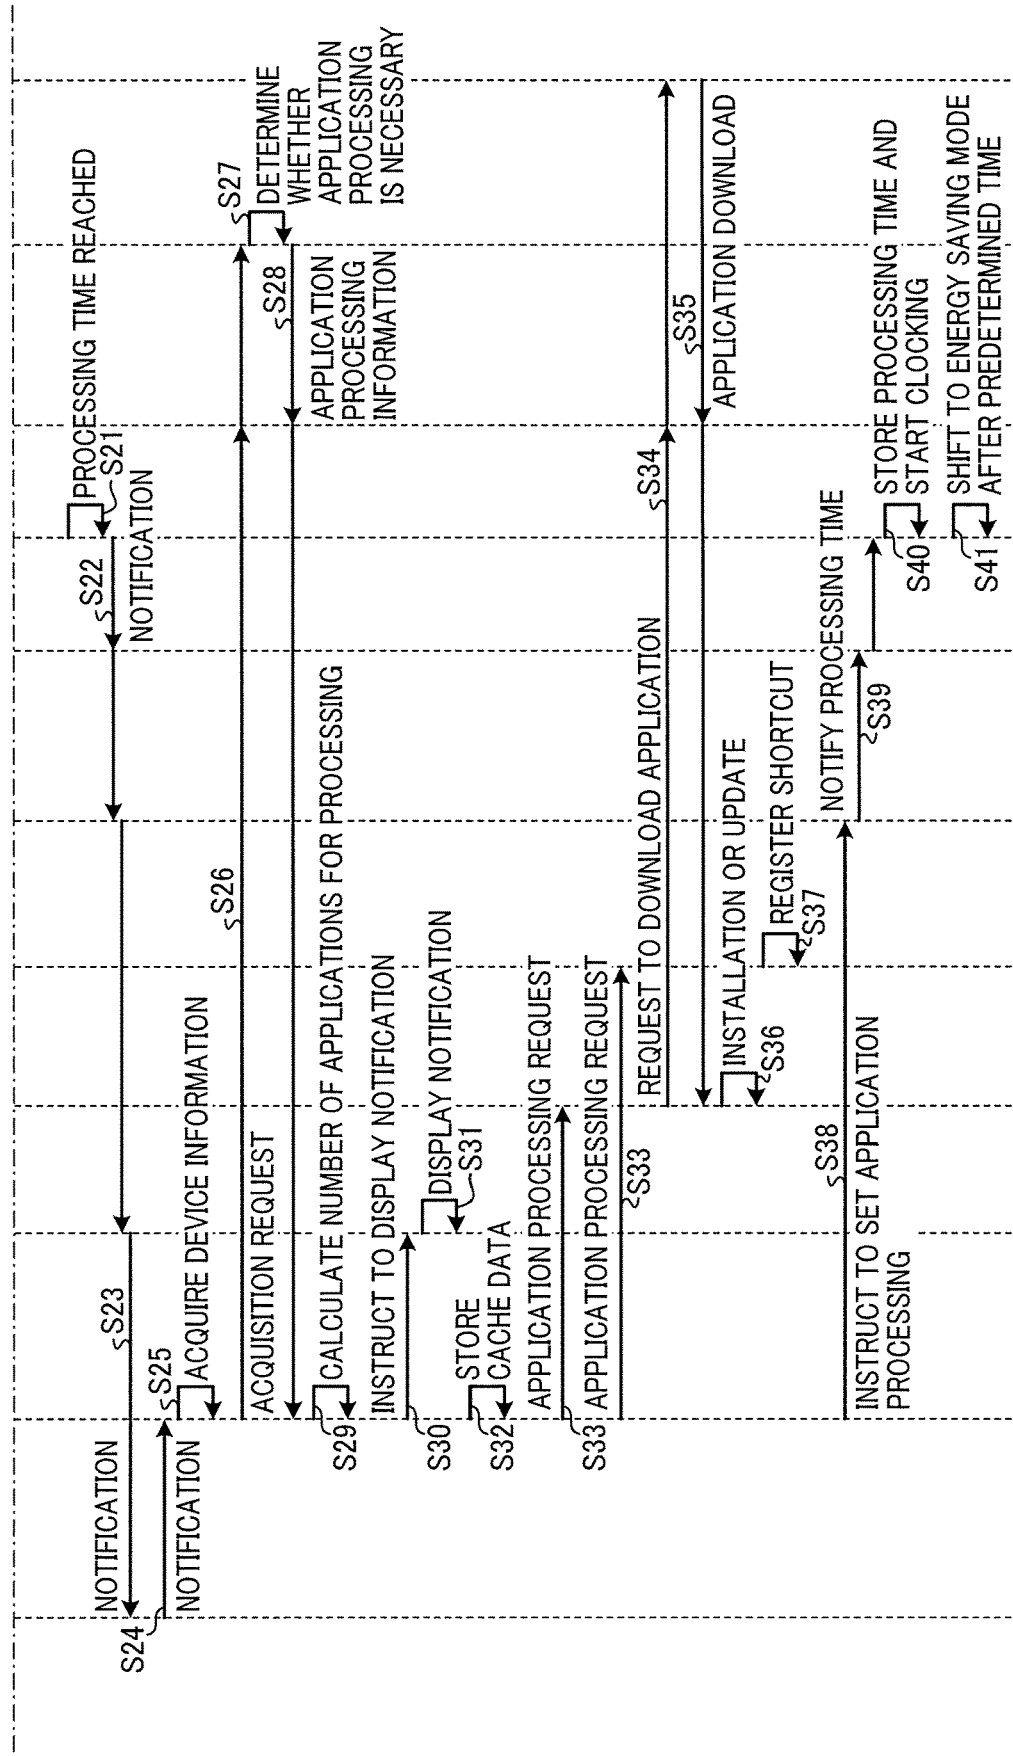 PROCESSING TIME REACHED
S21
S22
NOTIFICATION
S23
NOTIFICATION
S24
NOTIFICATION
S25
ACQUIRE DEVICE INFORMATION
S26
ACQUISITION REQUEST
S27
DETERMINE
WHETHER
APPLICATION
PROCESSING
IS NECESSARY
S28
APPLICATION
PROCESSING
INFORMATION
S29
CALCULATE NUMBER OF APPLICATIONS FOR PROCESSING
INSTRUCT TO DISPLAY NOTIFICATION
S30
DISPLAY NOTIFICATION
S31
STORE
CACHE DATA
S32
APPLICATION PROCESSING REQUEST
S33
APPLICATION PROCESSING REQUEST
S33
REQUEST TO DOWNLOAD APPLICATION
S34
S35
APPLICATION DOWNLOAD
INSTALLATION OR UPDATE
S36
REGISTER SHORTCUT
S37
S38
INSTRUCT TO SET APPLICATION
PROCESSING
NOTIFY PROCESSING TIME
S39
STORE PROCESSING TIME AND
START CLOCKING
S40
SHIFT TO ENERGY SAVING MODE
AFTER PREDETERMINED TIME
S41